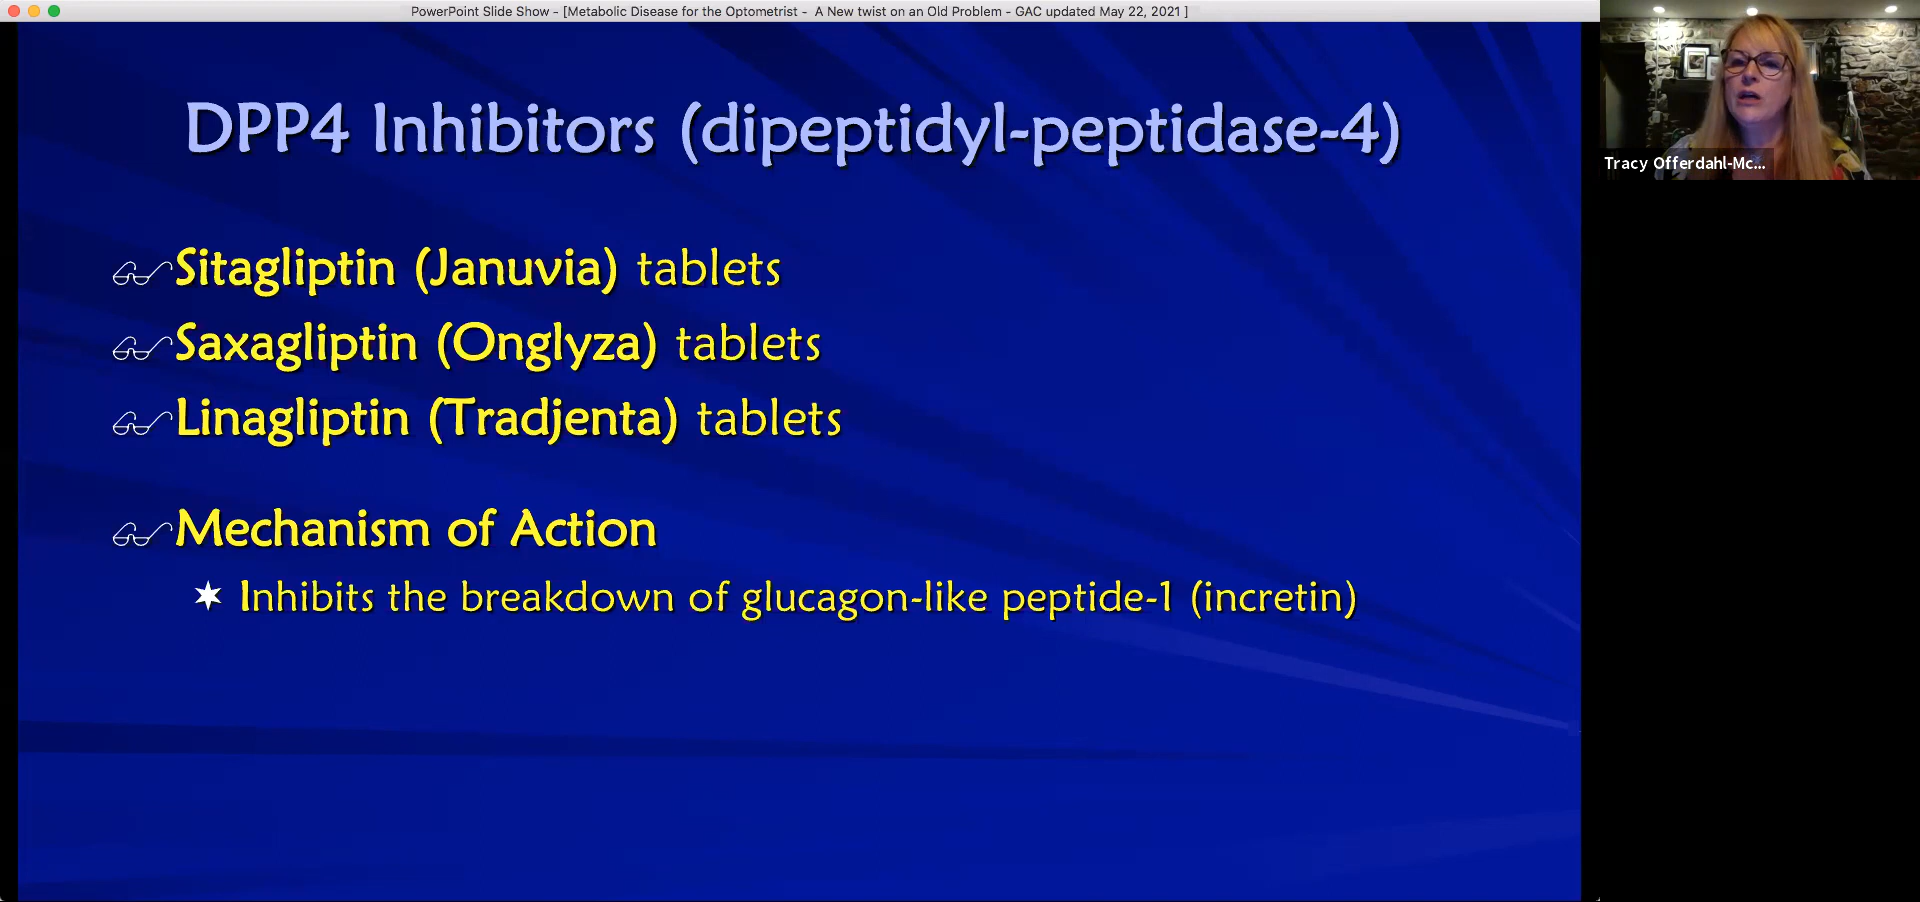 PowerPoint Slide Show - [Metabolic Disease for the Optometrist - A New twist on an Old Problem - GAC updated May 22, 2021 ]
DPP4 Inhibitors (dipeptidyl-peptidase-4)
Sitagliptin (Januvia) tablets
Saxagliptin (Onglyza) tablets
Linagliptin (Tradjenta) tablets
Mechanism of Action
Inhibits the breakdown of glucagon-like peptide-1 (incretin)
Tracy Offerdahl-Mc...